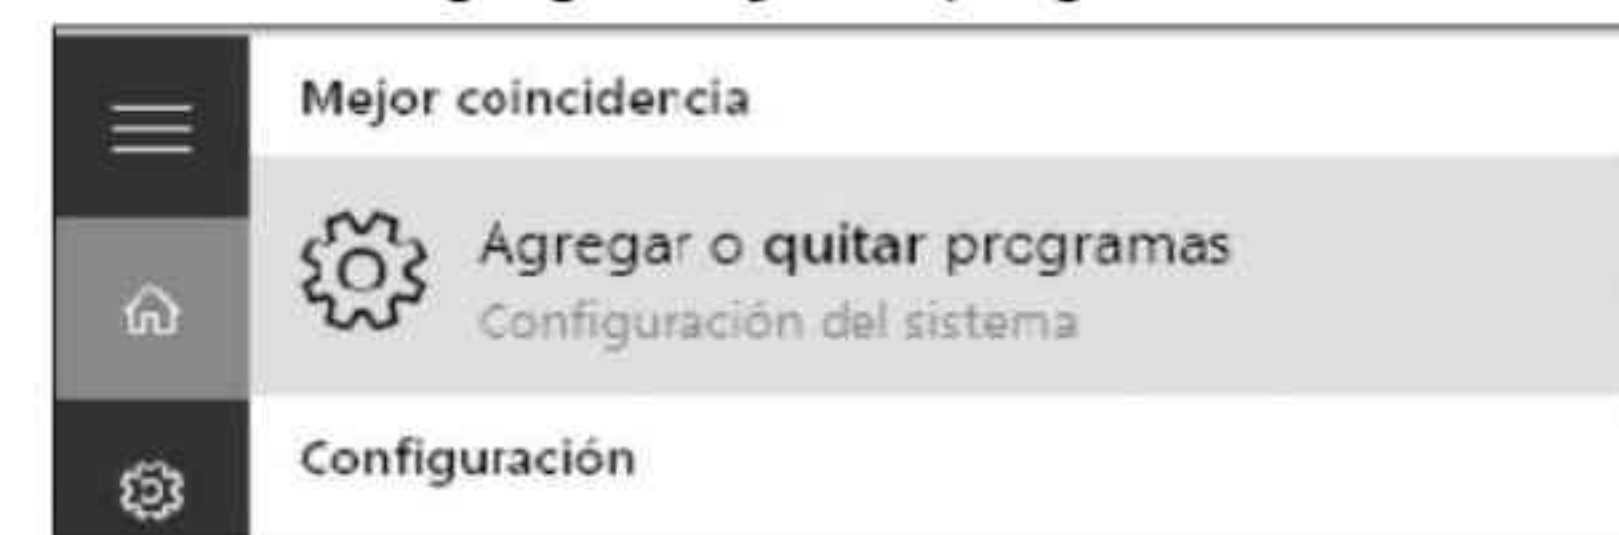 Mejor coincidencia
Agregar o quitar programas
Configuración del sistema
Configuración